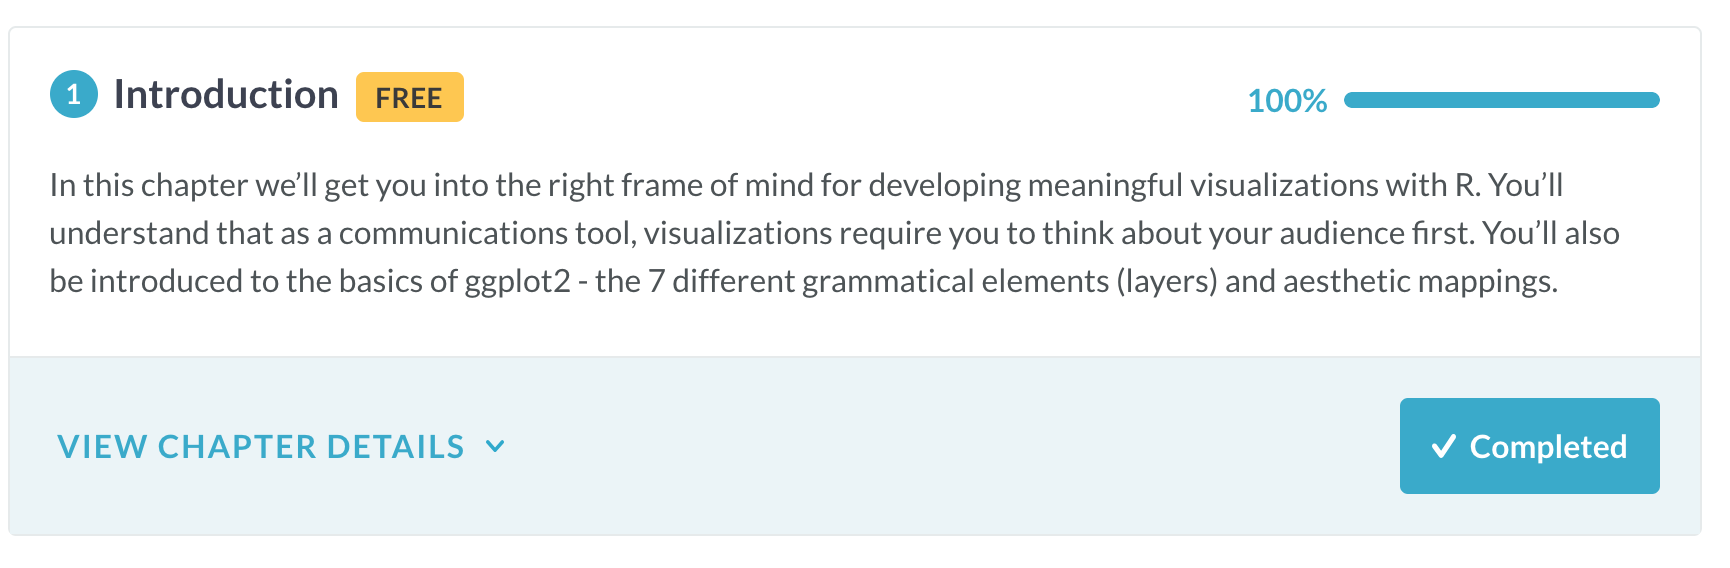 1 Introduction FREE 100%
In this chapter we’ll get you into the right frame of mind for developing meaningful visualizations with R. You’ll
understand that as a communications tool, visualizations require you to think about your audience first. You’ll also
be introduced to the basics of ggplot2 - the 7 different grammatical elements (layers) and aesthetic mappings.
VIEW CHAPTER DETAILS ✓ Completed